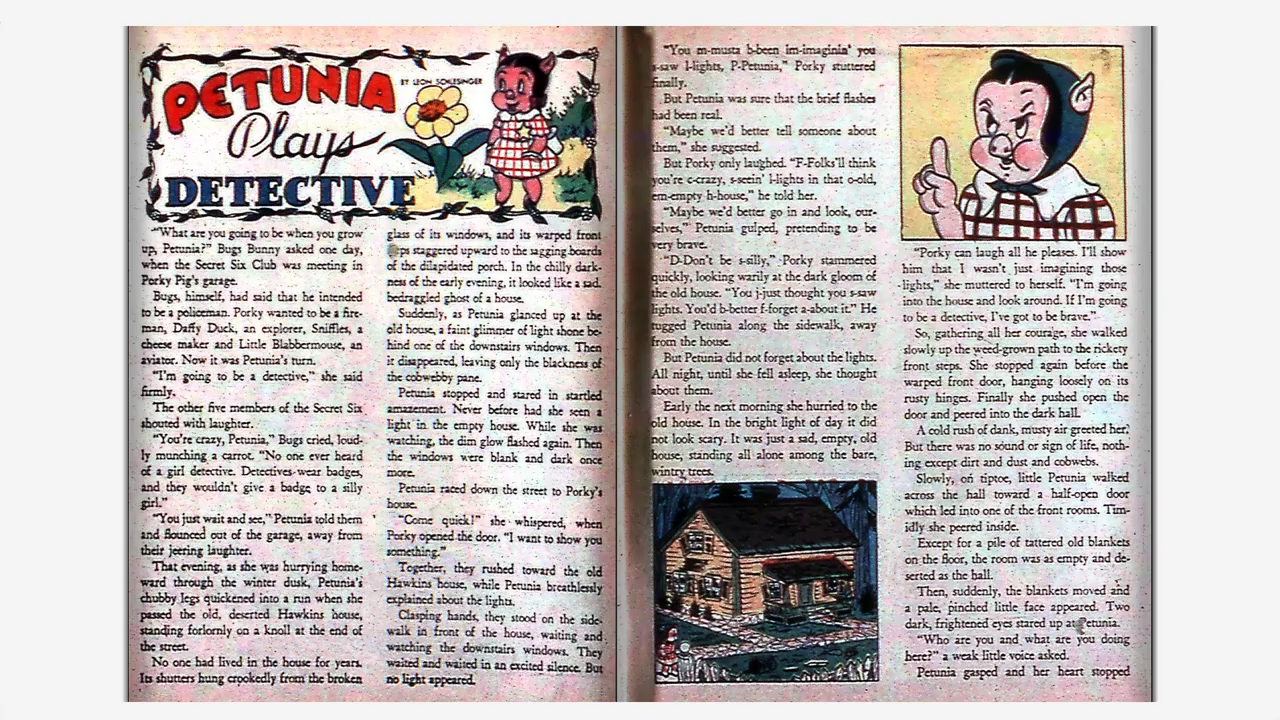 PETUNIA
BY LEON SCHLESINGER
Plays
DETECTIVE
"What are you going to be when you grow
up, Petunia?" Bugs Bunny asked one day,
when the Secret Six Club was meeting in
Porky Pig's garage.
Bugs, himself, had said that he intended
to be a policeman. Porky wanted to be a fire-
man, Daffy Duck, an explorer, Sniffles, a
cheese maker and Little Blabbermouse, an
aviator. Now it was Petunia's turn.
"I'm going to be a detective," she said
firmly.
The other five members of the Secret Six
shouted with laughter.
"You're crazy, Petunia," Bugs cried, loud-
ly munching a carrot. "No one ever heard
of a girl detective. Detectives wear badges,
and they wouldn't give a badge to a silly
girl."
"You just wait and see," Petunia told them
and flounced out of the garage, away from
their jeering laughter.
That evening, as she was hurrying home-
ward through the winter dusk, Petunia's
chubby legs quickened into a run when she
passed the old, deserted Hawkins house,
standing forlornly on a knoll at the end of
the street.
No one had lived in the house for years.
Its shutters hung crookedly from the broken
glass of its windows, and its warped front
staggered upward to the sagging boards
of the dilapidated porch. In the chilly dark-
ness of the early evening, it looked like a sad,
bedraggled ghost of a house.
Suddenly, as Petunia glanced up at the
old house, a faint glimmer of light shone be-
hind one of the downstairs windows. Then
it disappeared, leaving only the blackness of
the cobwebby pane.
Petunia stopped and stared in startled
amazement. Never before had she seen a
light in the empty house. While she was
watching, the dim glow flashed again. Then
the windows were blank and dark once
more.
Petunia raced down the street to Porky's
house.
"Come quick!" she whispered, when
Porky opened the door. "I want to show you
something."
Together, they rushed toward the old
Hawkins house, while Petunia breathlessly
explained about the lights.
Clasping hands, they stood on the side-
walk in front of the house, waiting and
watching the downstairs windows. They
waited and waited in an excited silence. But
no light appeared.
"You m-musta b-been im-imaginin' you
s-saw l-lights, P-Petunia," Porky stuttered
finally.
But Petunia was sure that the brief flashes
had been real.
"Maybe we'd better tell someone about
them," she suggested.
But Porky only laughed. "F-Folks'll think
you're c-crazy, s-seein' l-lights in that o-old,
em-empty h-house," he told her.
"Maybe we'd better go in and look, our-
selves," Petunia gulped, pretending to be
very brave.
"D-Don't be s-silly," Porky stammered
quickly, looking warily at the dark gloom of
the old house. "You j-just thought you s-saw
lights. You'd b-better f-forget a-about it." He
tugged Petunia along the sidewalk, away
from the house.
But Petunia did not forget about the lights.
All night, until she fell asleep, she thought
about them.
Early the next morning she hurried to the
old house. In the bright light of day it did
not look scary. It was just a sad, empty, old
house, standing all alone among the bare,
wintry trees.
"Porky can laugh all he pleases. I'll show
him that I wasn't just imagining those
lights," she muttered to herself. "I'm going
into the house and look around. If I'm going
to be a detective, I've got to be brave."
So, gathering all her courage, she walked
slowly up the weed-grown path to the rickety
front steps. She stopped again before the
warped front door, hanging loosely on its
rusty hinges. Finally she pushed open the
door and peered into the dark hall.
A cold rush of dank, musty air greeted her.
But there was no sound or sign of life, noth-
ing except dirt and dust and cobwebs.
Slowly, on tiptoe, little Petunia walked
across the hall toward a half-open door
which led into one of the front rooms. Tim-
idly she peered inside.
Except for a pile of tattered old blankets
on the floor, the room was as empty and de-
serted as the hall.
Then, suddenly, the blankets moved and
a pale, pinched little face appeared. Two
dark, frightened eyes stared up at Petunia.
"Who are you and what are you doing
here?" a weak little voice asked.
Petunia gasped and her heart stopped